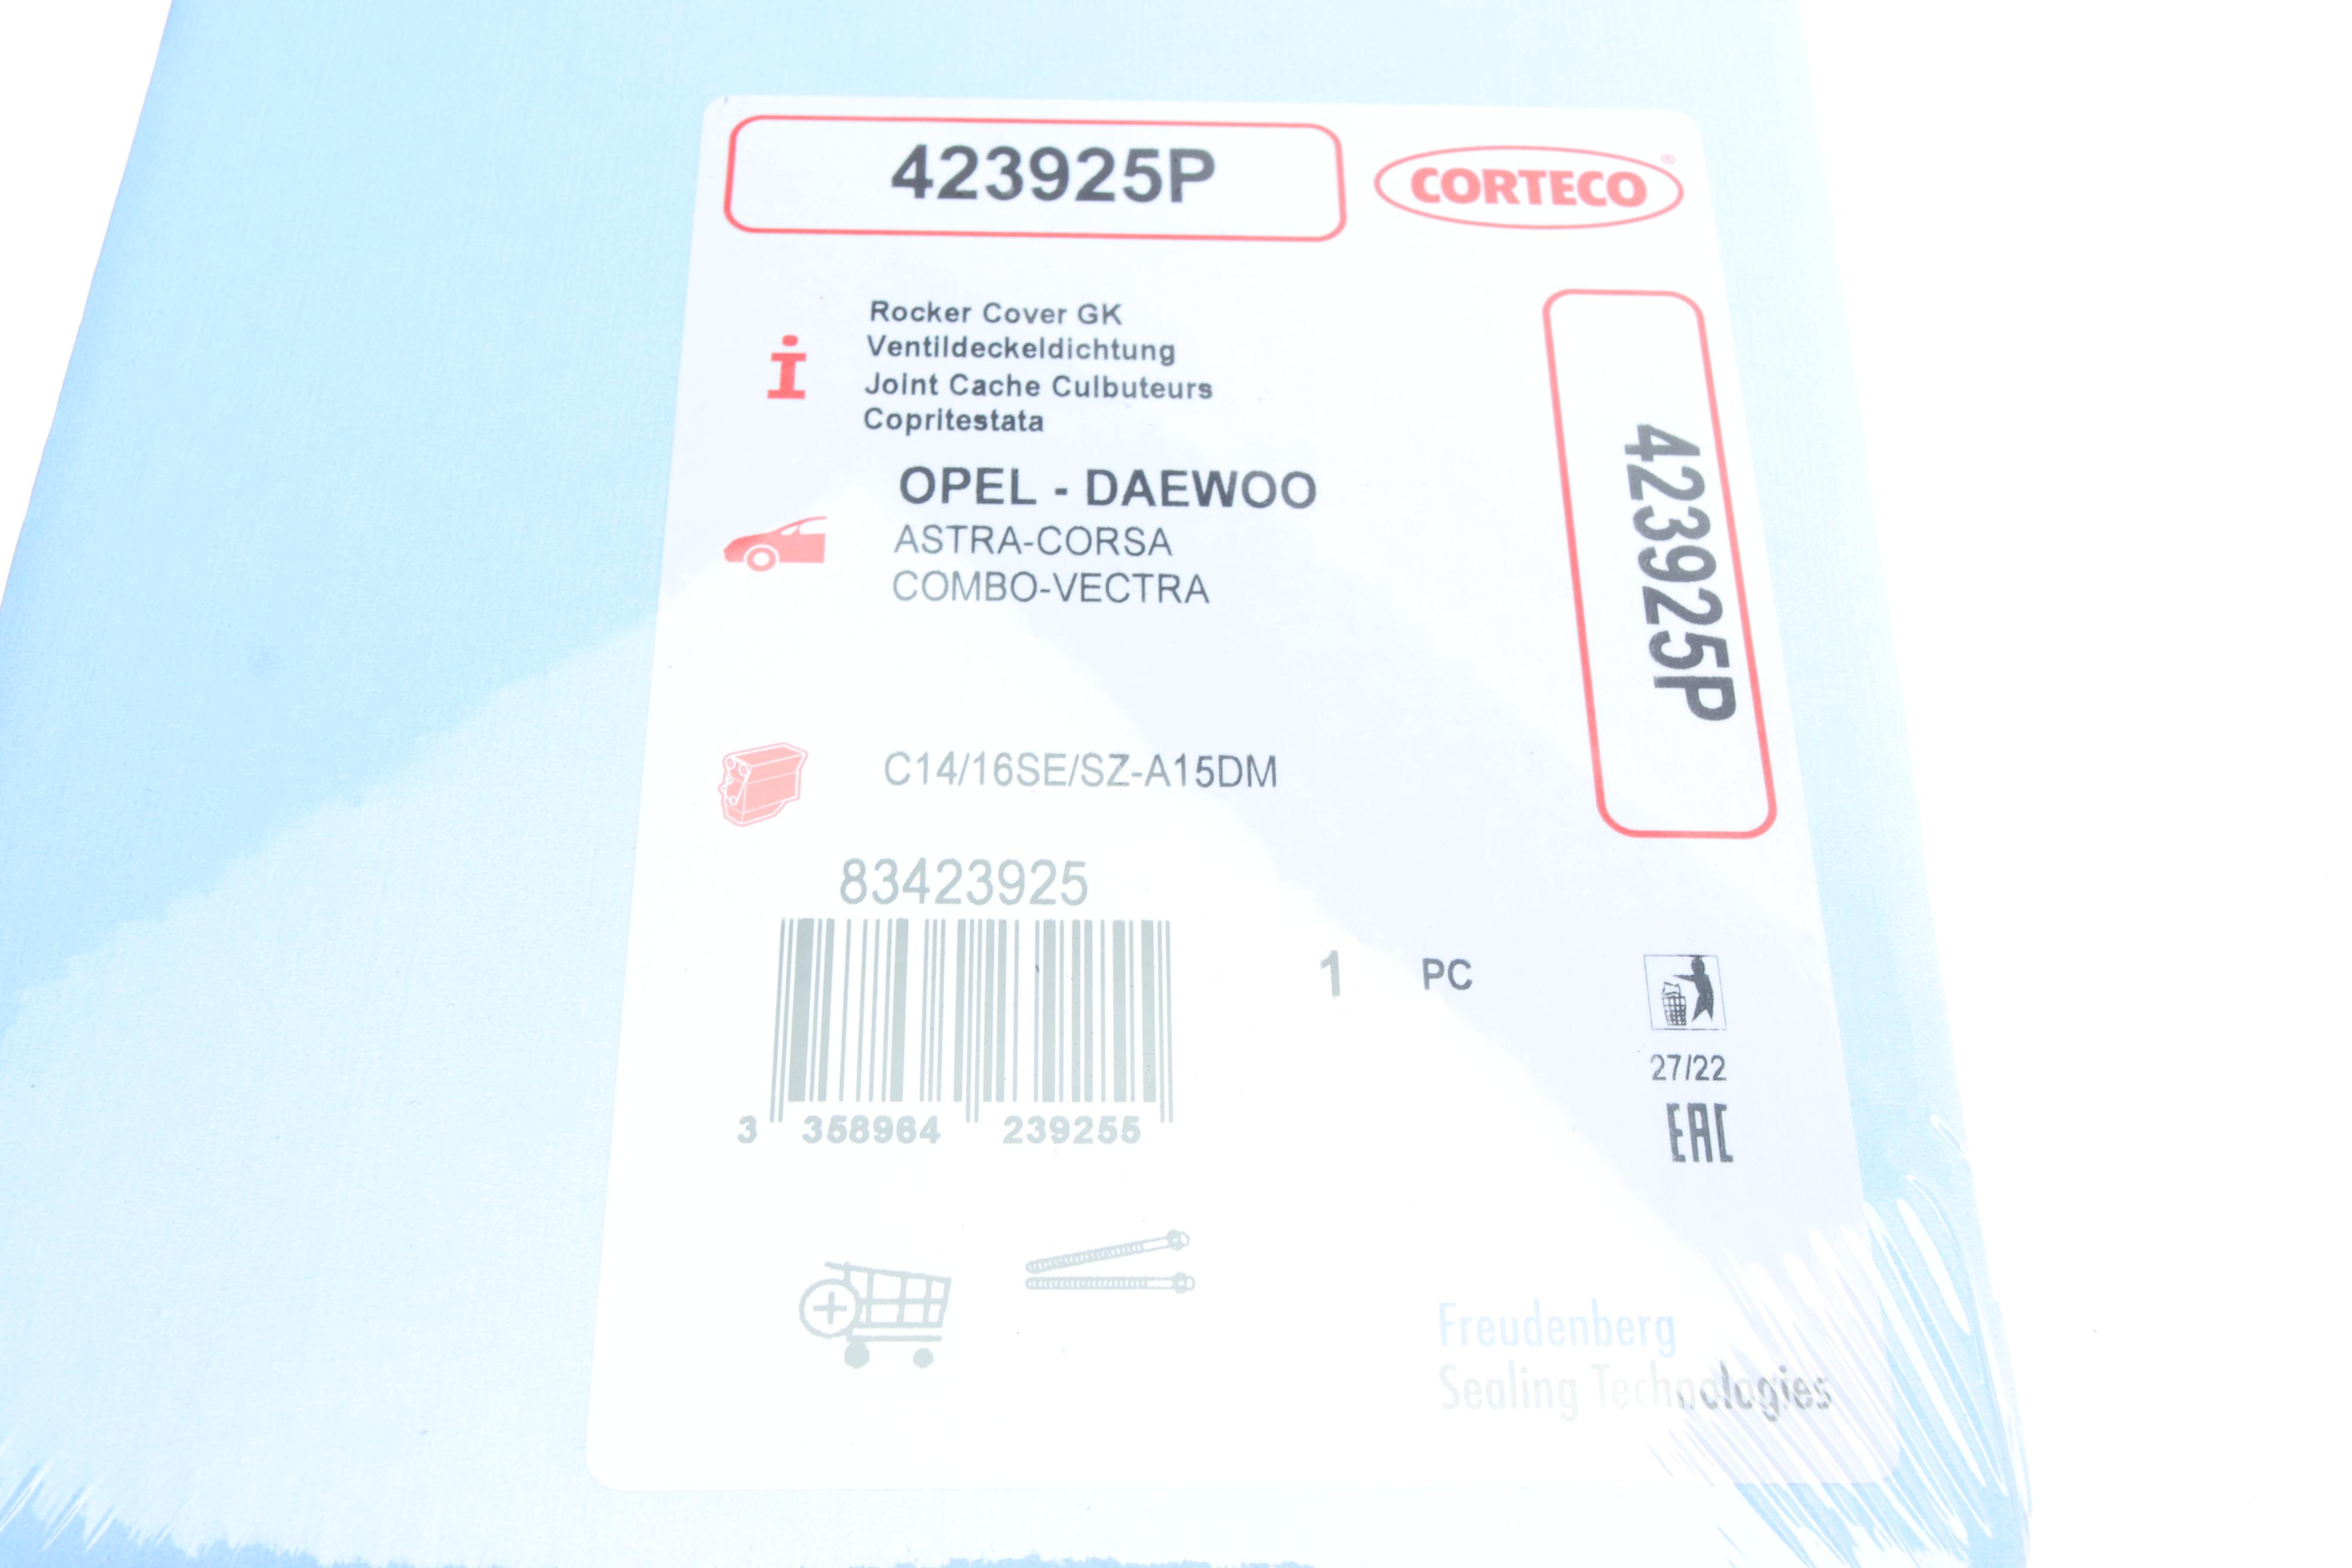 423925P
CORTECO®
Rocker Cover GK
Ventildeckeldichtung
Joint Cache Culbuteurs
Copritestata
423925P
OPEL - DAEWOO
ASTRA-CORSA
COMBO-VECTRA
C14/16SE/SZ-A15DM
83423925
1 PC
27/22
EAC
3 358964 239255
Freudenberg
Sealing Technologies